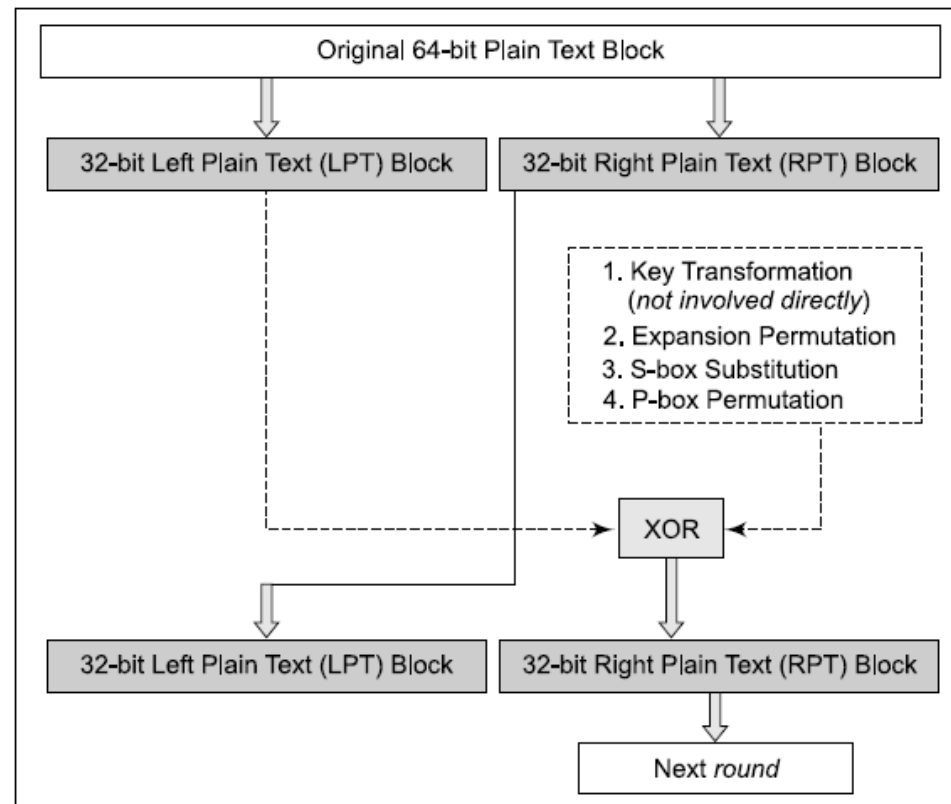 Original 64-bit Plain Text Block
32-bit Left Plain Text (LPT) Block
32-bit Right Plain Text (RPT) Block
1. Key Transformation
(not involved directly)
2. Expansion Permutation
3. S-box Substitution
4. P-box Permutation
XOR
32-bit Left Plain Text (LPT) Block
32-bit Right Plain Text (RPT) Block
Next round